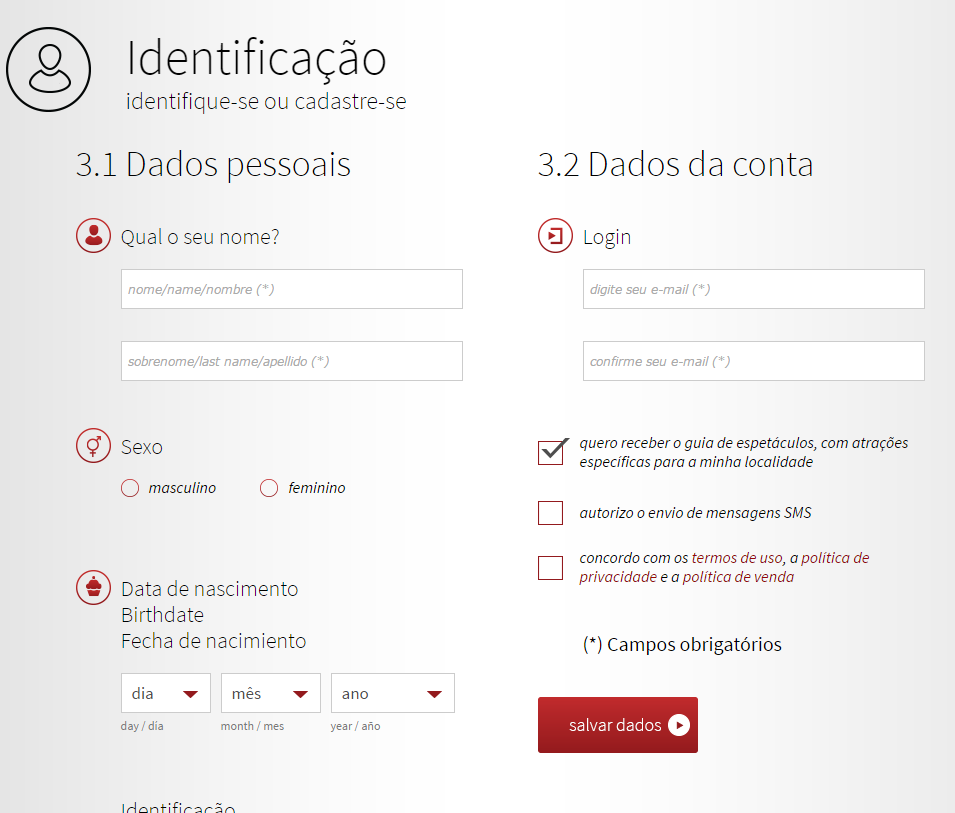 Identificação
identifique-se ou cadastre-se
3.1 Dados pessoais
Qual o seu nome?
nome/name/nombre (*)
sobrenome/last name/apellido (*)
Sexo
masculino
feminino
Data de nascimento
Birthdate
Fecha de nacimiento
dia
mês
ano
day / día
month / mes
year / año
Identificação
3.2 Dados da conta
Login
digite seu e-mail (*)
confirme seu e-mail (*)
quero receber o guia de espetáculos, com atrações
específicas para a minha localidade
autorizo o envio de mensagens SMS
concordo com os termos de uso, a política de
privacidade e a política de venda
(*) Campos obrigatórios
salvar dados